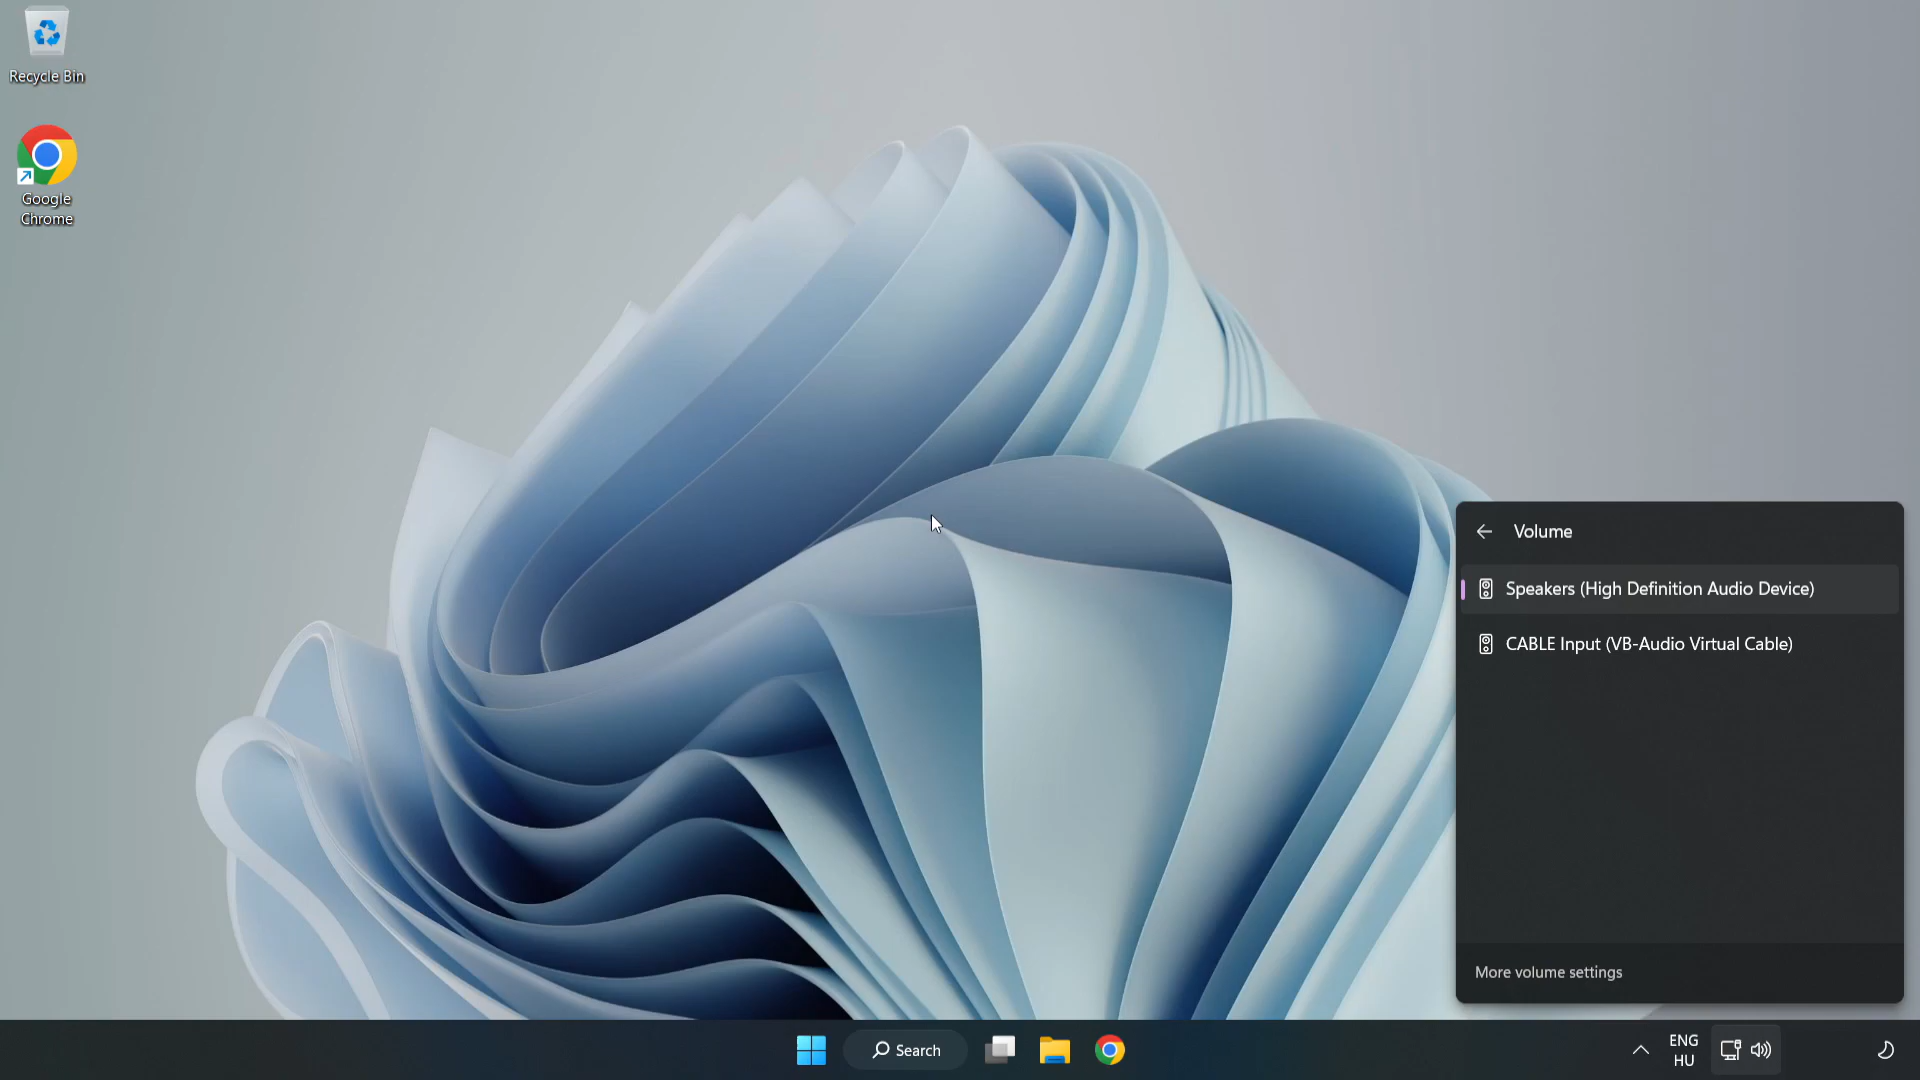 Recycle Bin
Google
Chrome
Volume
Speakers (High Definition Audio Device)
CABLE Input (VB-Audio Virtual Cable)
More volume settings
Search
ENG
HU